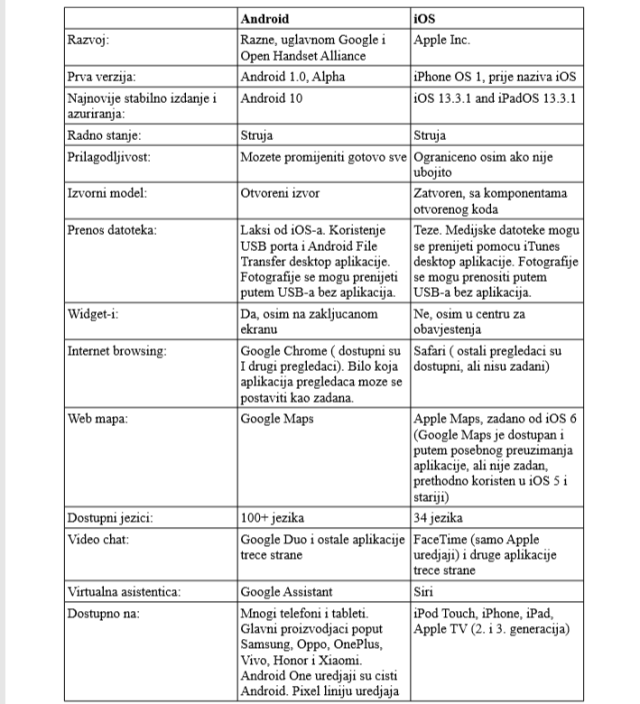 Android iOS
Razvoj: Razne, uglavnom Google i Apple Inc.
Open Handset Alliance
Prva verzija: Android 1.0, Alpha iPhone OS 1, prije naziva iOS
Najnovije stabilno izdanje i Android 10 iOS 13.3.1 and iPadOS 13.3.1
azuriranja:
Radno stanje: Struja Struja
Prilagodljivost: Mozete promijeniti gotovo sve Ograniceno osim ako nije
ubojito
Izvorni model: Otvoreni izvor Zatvoren, sa komponentama
otvorenog koda
Prenos datoteka: Laksi od iOS-a. Koristenje Teze. Medijske datoteke mogu
USB porta i Android File se prenijeti pomocu iTunes
Transfer desktop aplikacije. desktop aplikacije. Fotografije
Fotografije se mogu prenijeti se mogu prenositi putem
putem USB-a bez aplikacija. USB-a bez aplikacija.
Widget-i: Da, osim na zakljucanom Ne, osim u centru za
ekranu obavjestenja
Internet browsing: Google Chrome ( dostupni su Safari ( ostali pregledaci su
I drugi pregledaci). Bilo koja dostupni, ali nisu zadani)
aplikacija pregledaca moze se
postaviti kao zadana.
Web mapa: Google Maps Apple Maps, zadano od iOS 6
(Google Maps je dostupan i
putem posebnog preuzimanja
aplikacije, ali nije zadan,
prethodno koristen u iOS 5 i
stariji)
Dostupni jezici: 100+ jezika 34 jezika
Video chat: Google Duo i ostale aplikacije FaceTime (samo Apple
trece strane uredjaji) i druge aplikacije
trece strane
Virtualna asistentica: Google Assistant Siri
Dostupno na: Mnogi telefoni i tableti. iPod Touch, iPhone, iPad,
Glavni proizvodjaci poput Apple TV (2. i 3. generacija)
Samsung, Oppo, OnePlus,
Vivo, Honor i Xiaomi.
Android One uredjaji su cisti
Android. Pixel liniju uredjaja